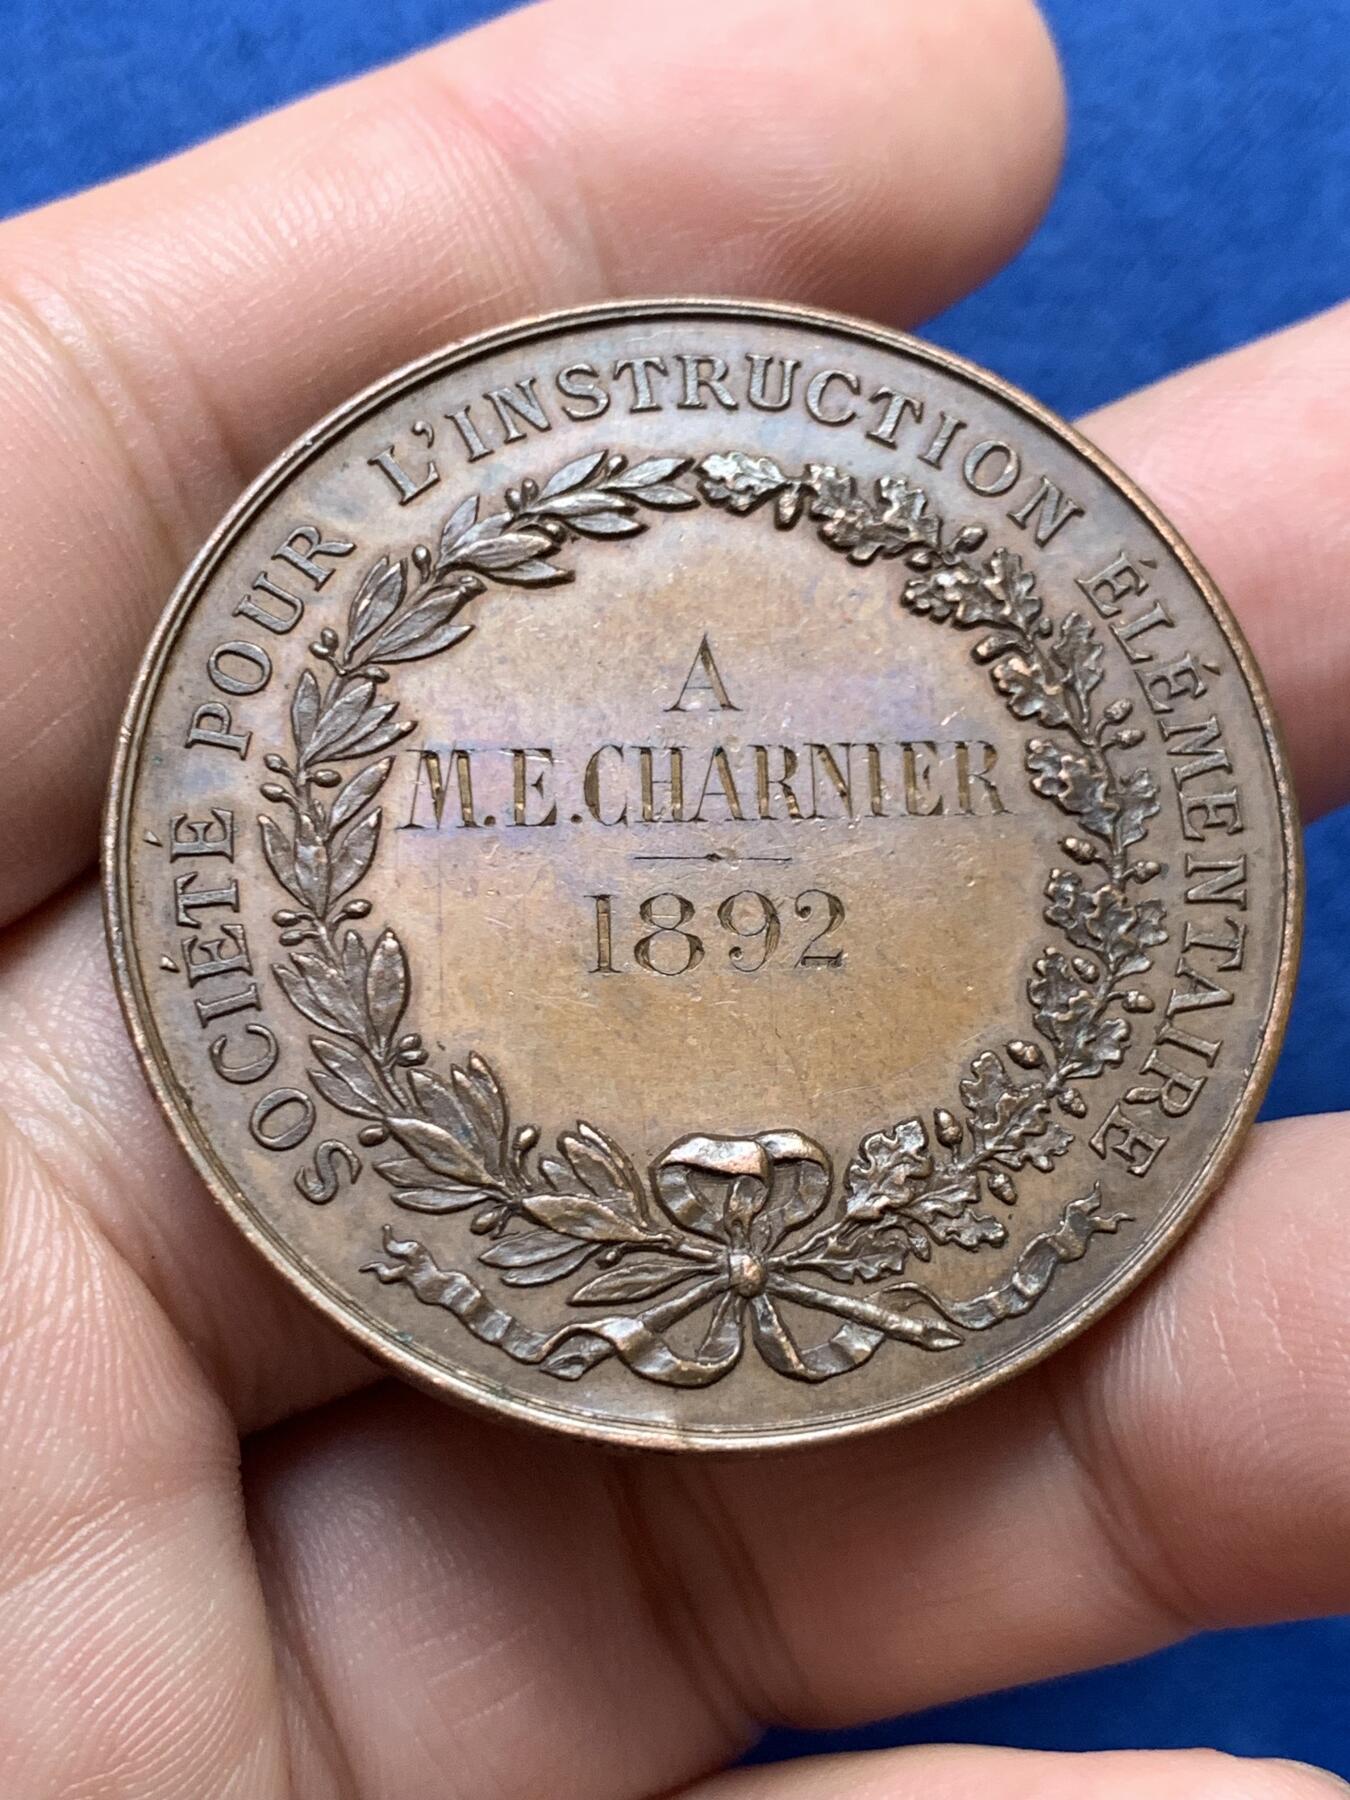 SOCIÉTÉ POUR L'INSTRUCTION ÉLÉMENTAIRE
A
M.E.CHARNIER
1892